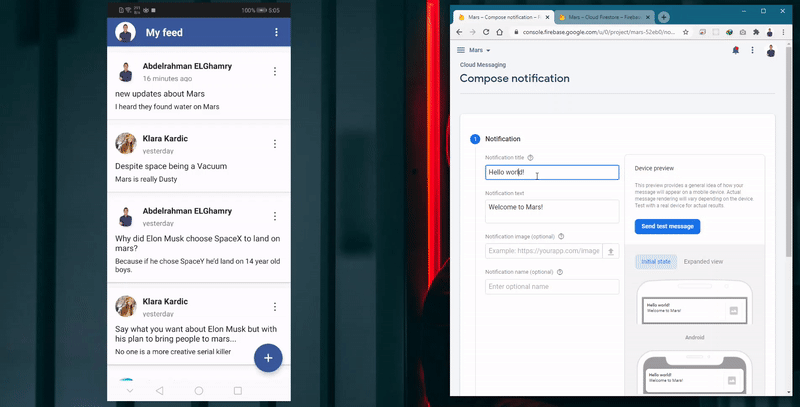 5:05
My feed
Abdelrahman ELGhamry
16 minutes ago
new updates about Mars
I heard they found water on Mars
Klara Kardic
yesterday
Despite space being a Vacuum
Mars is really Dusty
Abdelrahman ELGhamry
yesterday
Why did Elon Musk choose SpaceX to land on
mars?
Because if he chose SpaceY he'd land on 14 year old
boys.
Klara Kardic
yesterday
Say what you want about Elon Musk but with
his plan to bring people to mars...
No one is a more creative serial killer
+
Mars – Compose notification – Fi
Mars – Cloud Firestore – Firebase
console.firebase.google.com/u/0/project/mars-52eb0/no...
Mars
Cloud Messaging
Compose notification
1 Notification
Notification title
Hello world!
Notification text
Welcome to Mars!
Notification image (optional)
Example: https://yourapp.com/image
Notification name (optional)
Enter optional name
Device preview
This preview provides a general idea of how your
message will appear on a mobile device. Actual
message rendering will vary depending on the device.
Test with a real device for actual results.
Send test message
Initial state
Expanded view
Hello world!
Welcome to Mars!
Android
Hello world!
Welcome to Mars!